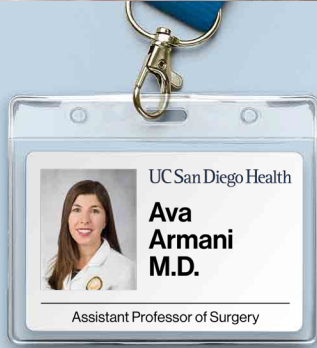 UC San Diego Health
Ava
Armani
M.D.
Assistant Professor of Surgery